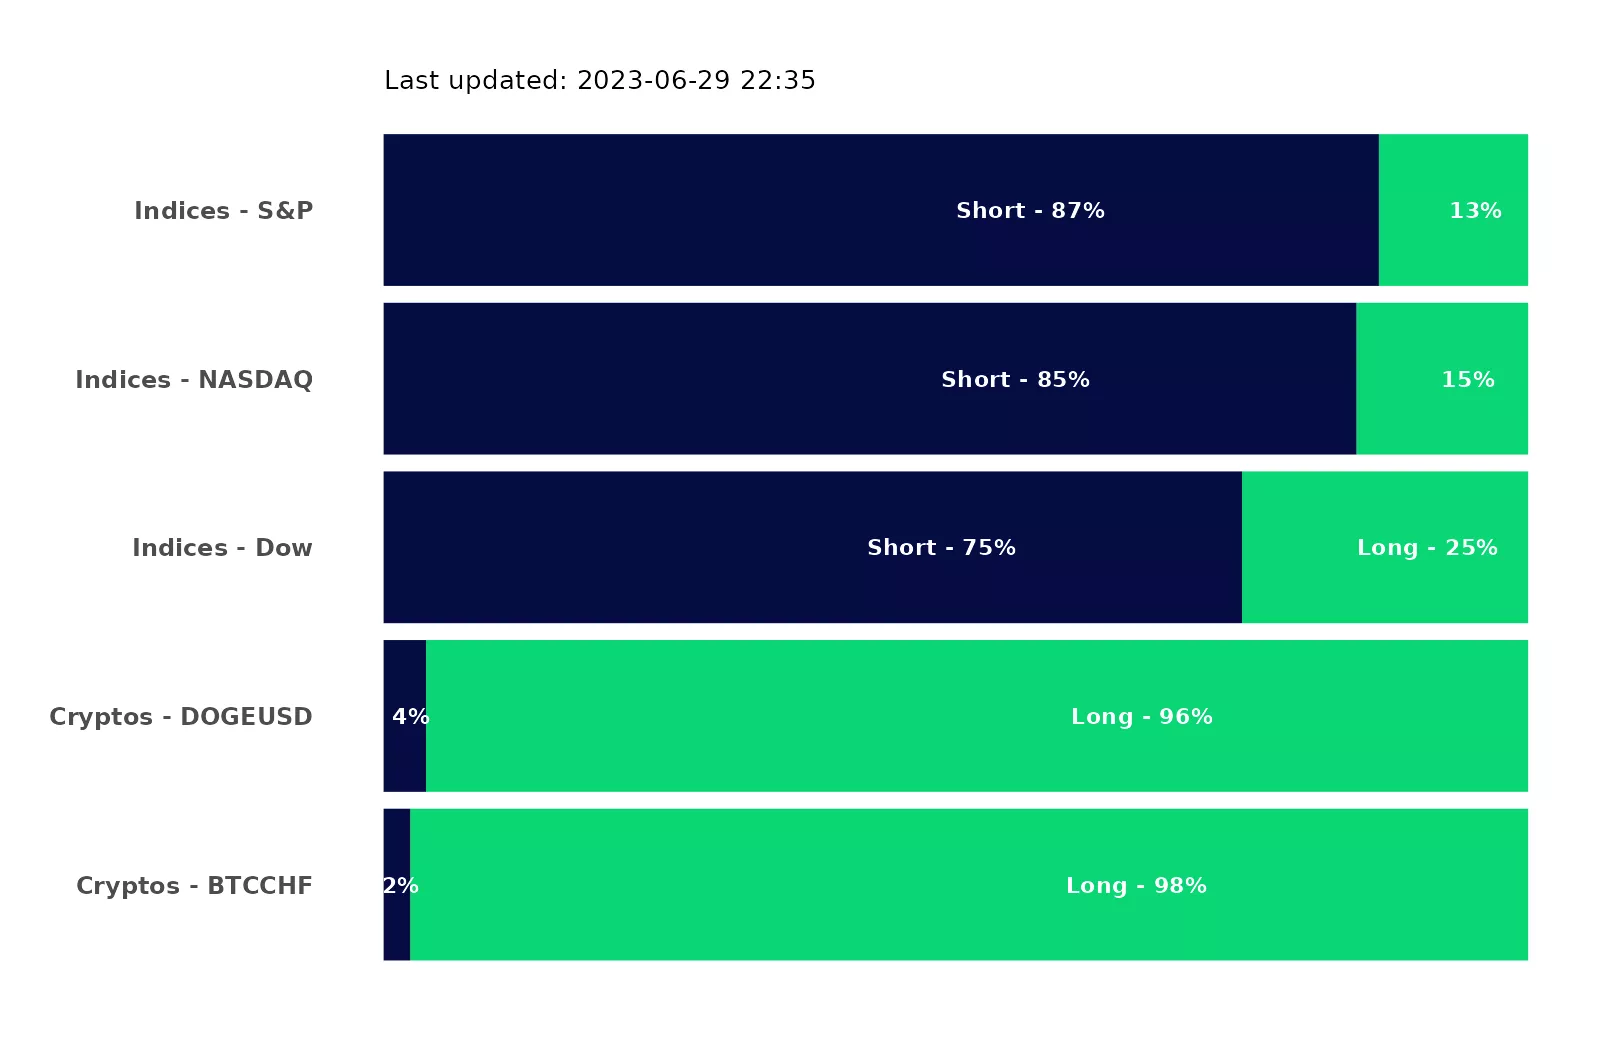 Last updated: 2023-06-29 22:35
Indices - S&P Short - 87% 13%
Indices - NASDAQ Short - 85% 15%
Indices - Dow Short - 75% Long - 25%
Cryptos - DOGEUSD 4% Long - 96%
Cryptos - BTCCHF 2% Long - 98%